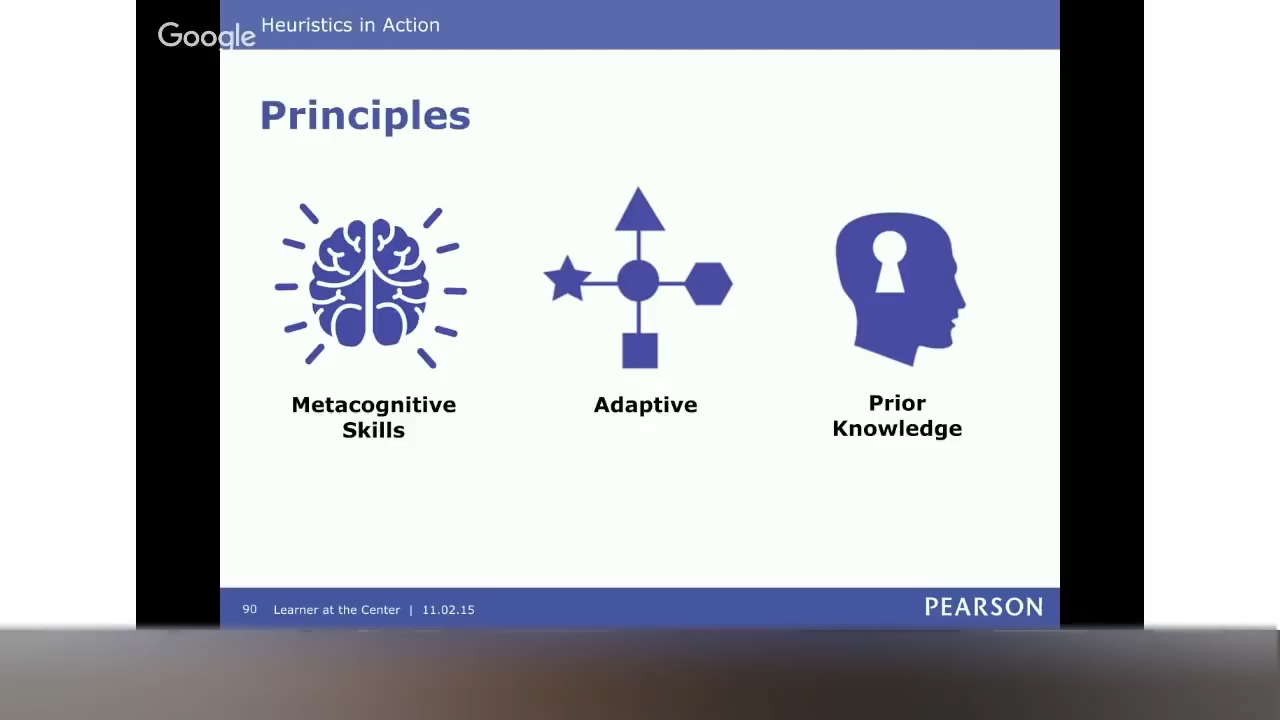 Google
Heuristics in Action
Principles
Metacognitive
Skills
Adaptive
Prior
Knowledge
90 Learner at the Center | 11.02.15
PEARSON